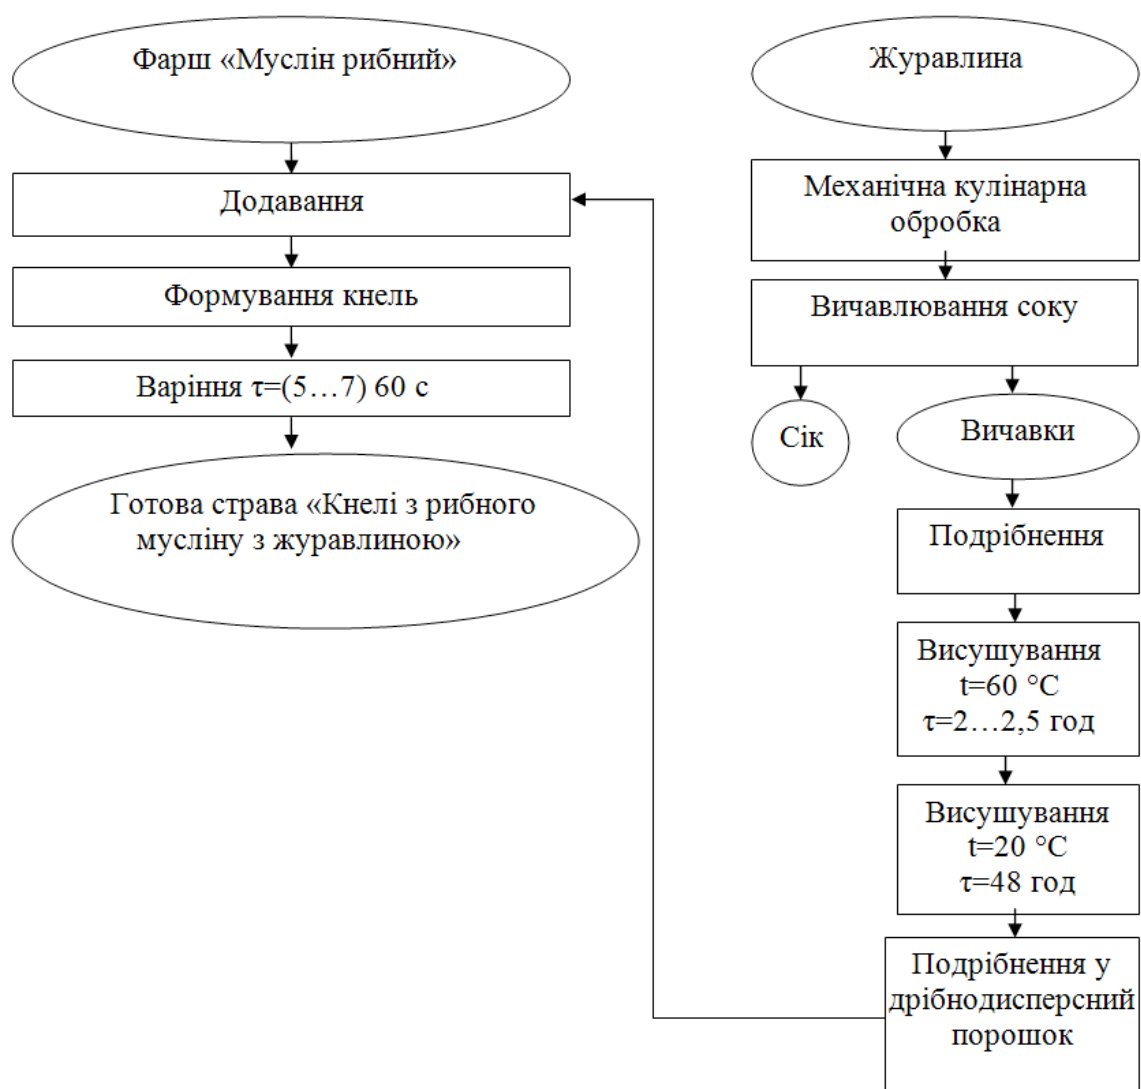 Фарш «Муслін рибний»
Додавання
Формування кнель
Варіння τ=(5…7) 60 с
Готова страва «Кнелі з рибного
мусліну з журавлиною»
Журавлина
Механічна кулінарна
обробка
Вичавлювання соку
Сік
Вичавки
Подрібнення
Висушування
t=60 °C
τ=2…2,5 год
Висушування
t=20 °C
τ=48 год
Подрібнення у
дрібнодисперсний
порошок